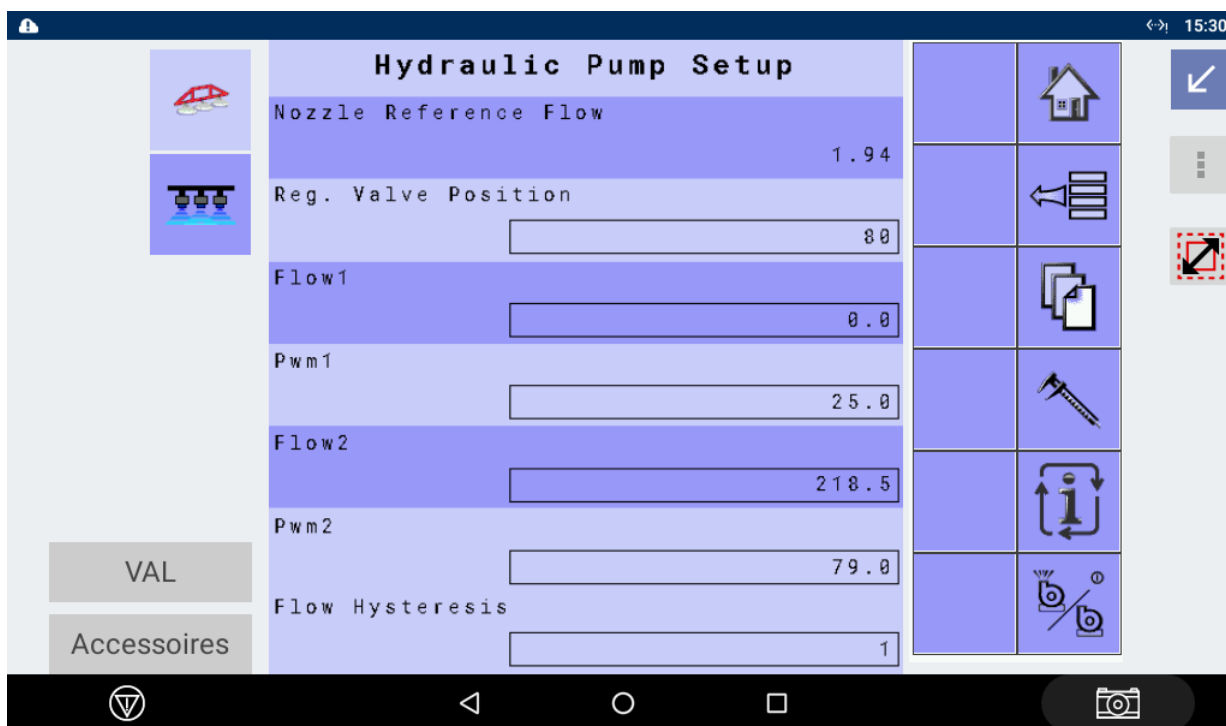 15:30
Hydraulic Pump Setup
Nozzle Reference Flow
1.94
Reg. Valve Position
80
Flow1
0.0
Pwm1
25.0
Flow2
218.5
Pwm2
79.0
Flow Hysteresis
1
VAL
Accessoires